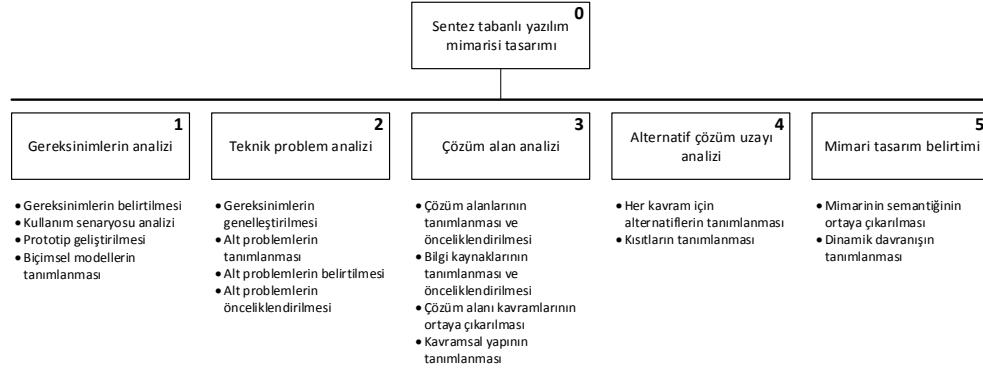 0
Sentez tabanlı yazılım
mimarisi tasarımı
1
Gereksinimlerin analizi
• Gereksinimlerin belirtilmesi
• Kullanım senaryosu analizi
• Prototip geliştirilmesi
• Biçimsel modellerin
tanımlanması
2
Teknik problem analizi
• Gereksinimlerin
genelleştirilmesi
• Alt problemlerin
tanımlanması
• Alt problemlerin belirtilmesi
• Alt problemlerin
önceliklendirilmesi
3
Çözüm alan analizi
• Çözüm alanlarının
tanımlanması ve
önceliklendirilmesi
• Bilgi kaynaklarının
tanımlanması ve
önceliklendirilmesi
• Çözüm alanı kavramlarının
ortaya çıkarılması
• Kavramsal yapının
tanımlanması
4
Alternatif çözüm uzayı
analizi
• Her kavram için
alternatiflerin tanımlanması
• Kısıtların tanımlanması
5
Mimari tasarım belirtimi
• Mimarinin semantiğinin
ortaya çıkarılması
• Dinamik davranışın
tanımlanması